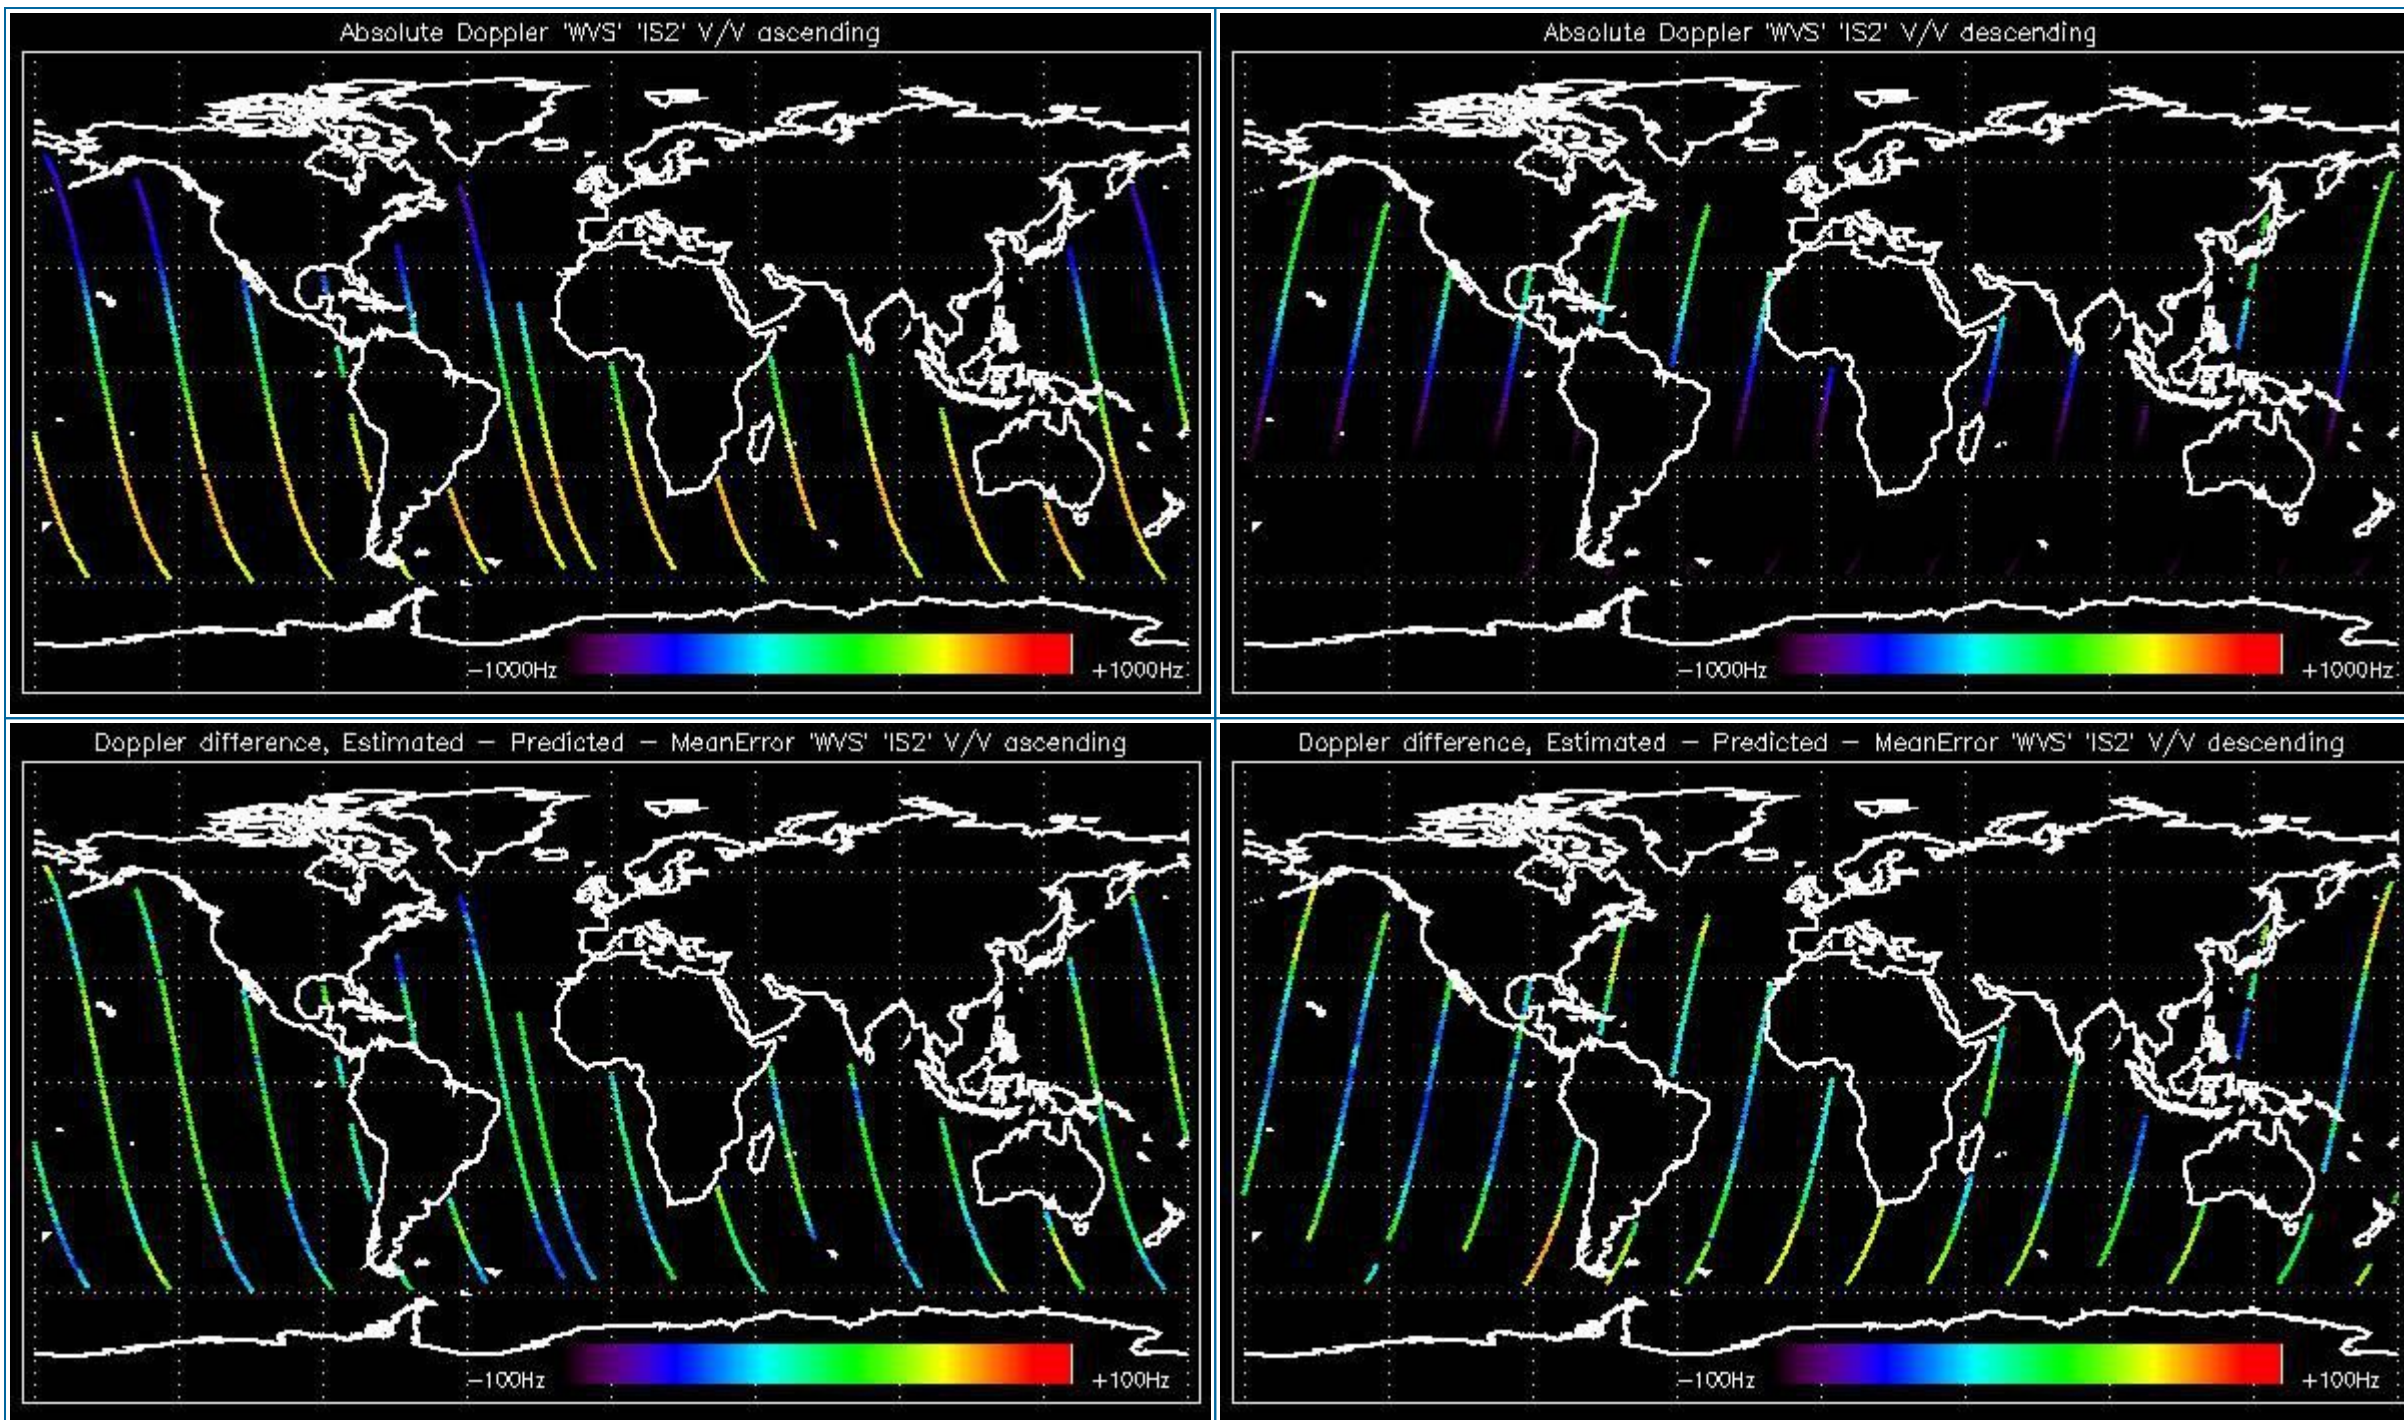 Absolute Doppler 'WVS' 'IS2' V/V ascending
-1000Hz
+1000Hz
Absolute Doppler 'WVS' 'IS2' V/V descending
-1000Hz
+1000Hz
Doppler difference, Estimated - Predicted - MeanError 'WVS' 'IS2' V/V ascending
-100Hz
+100Hz
Doppler difference, Estimated - Predicted - MeanError 'WVS' 'IS2' V/V descending
-100Hz
+100Hz